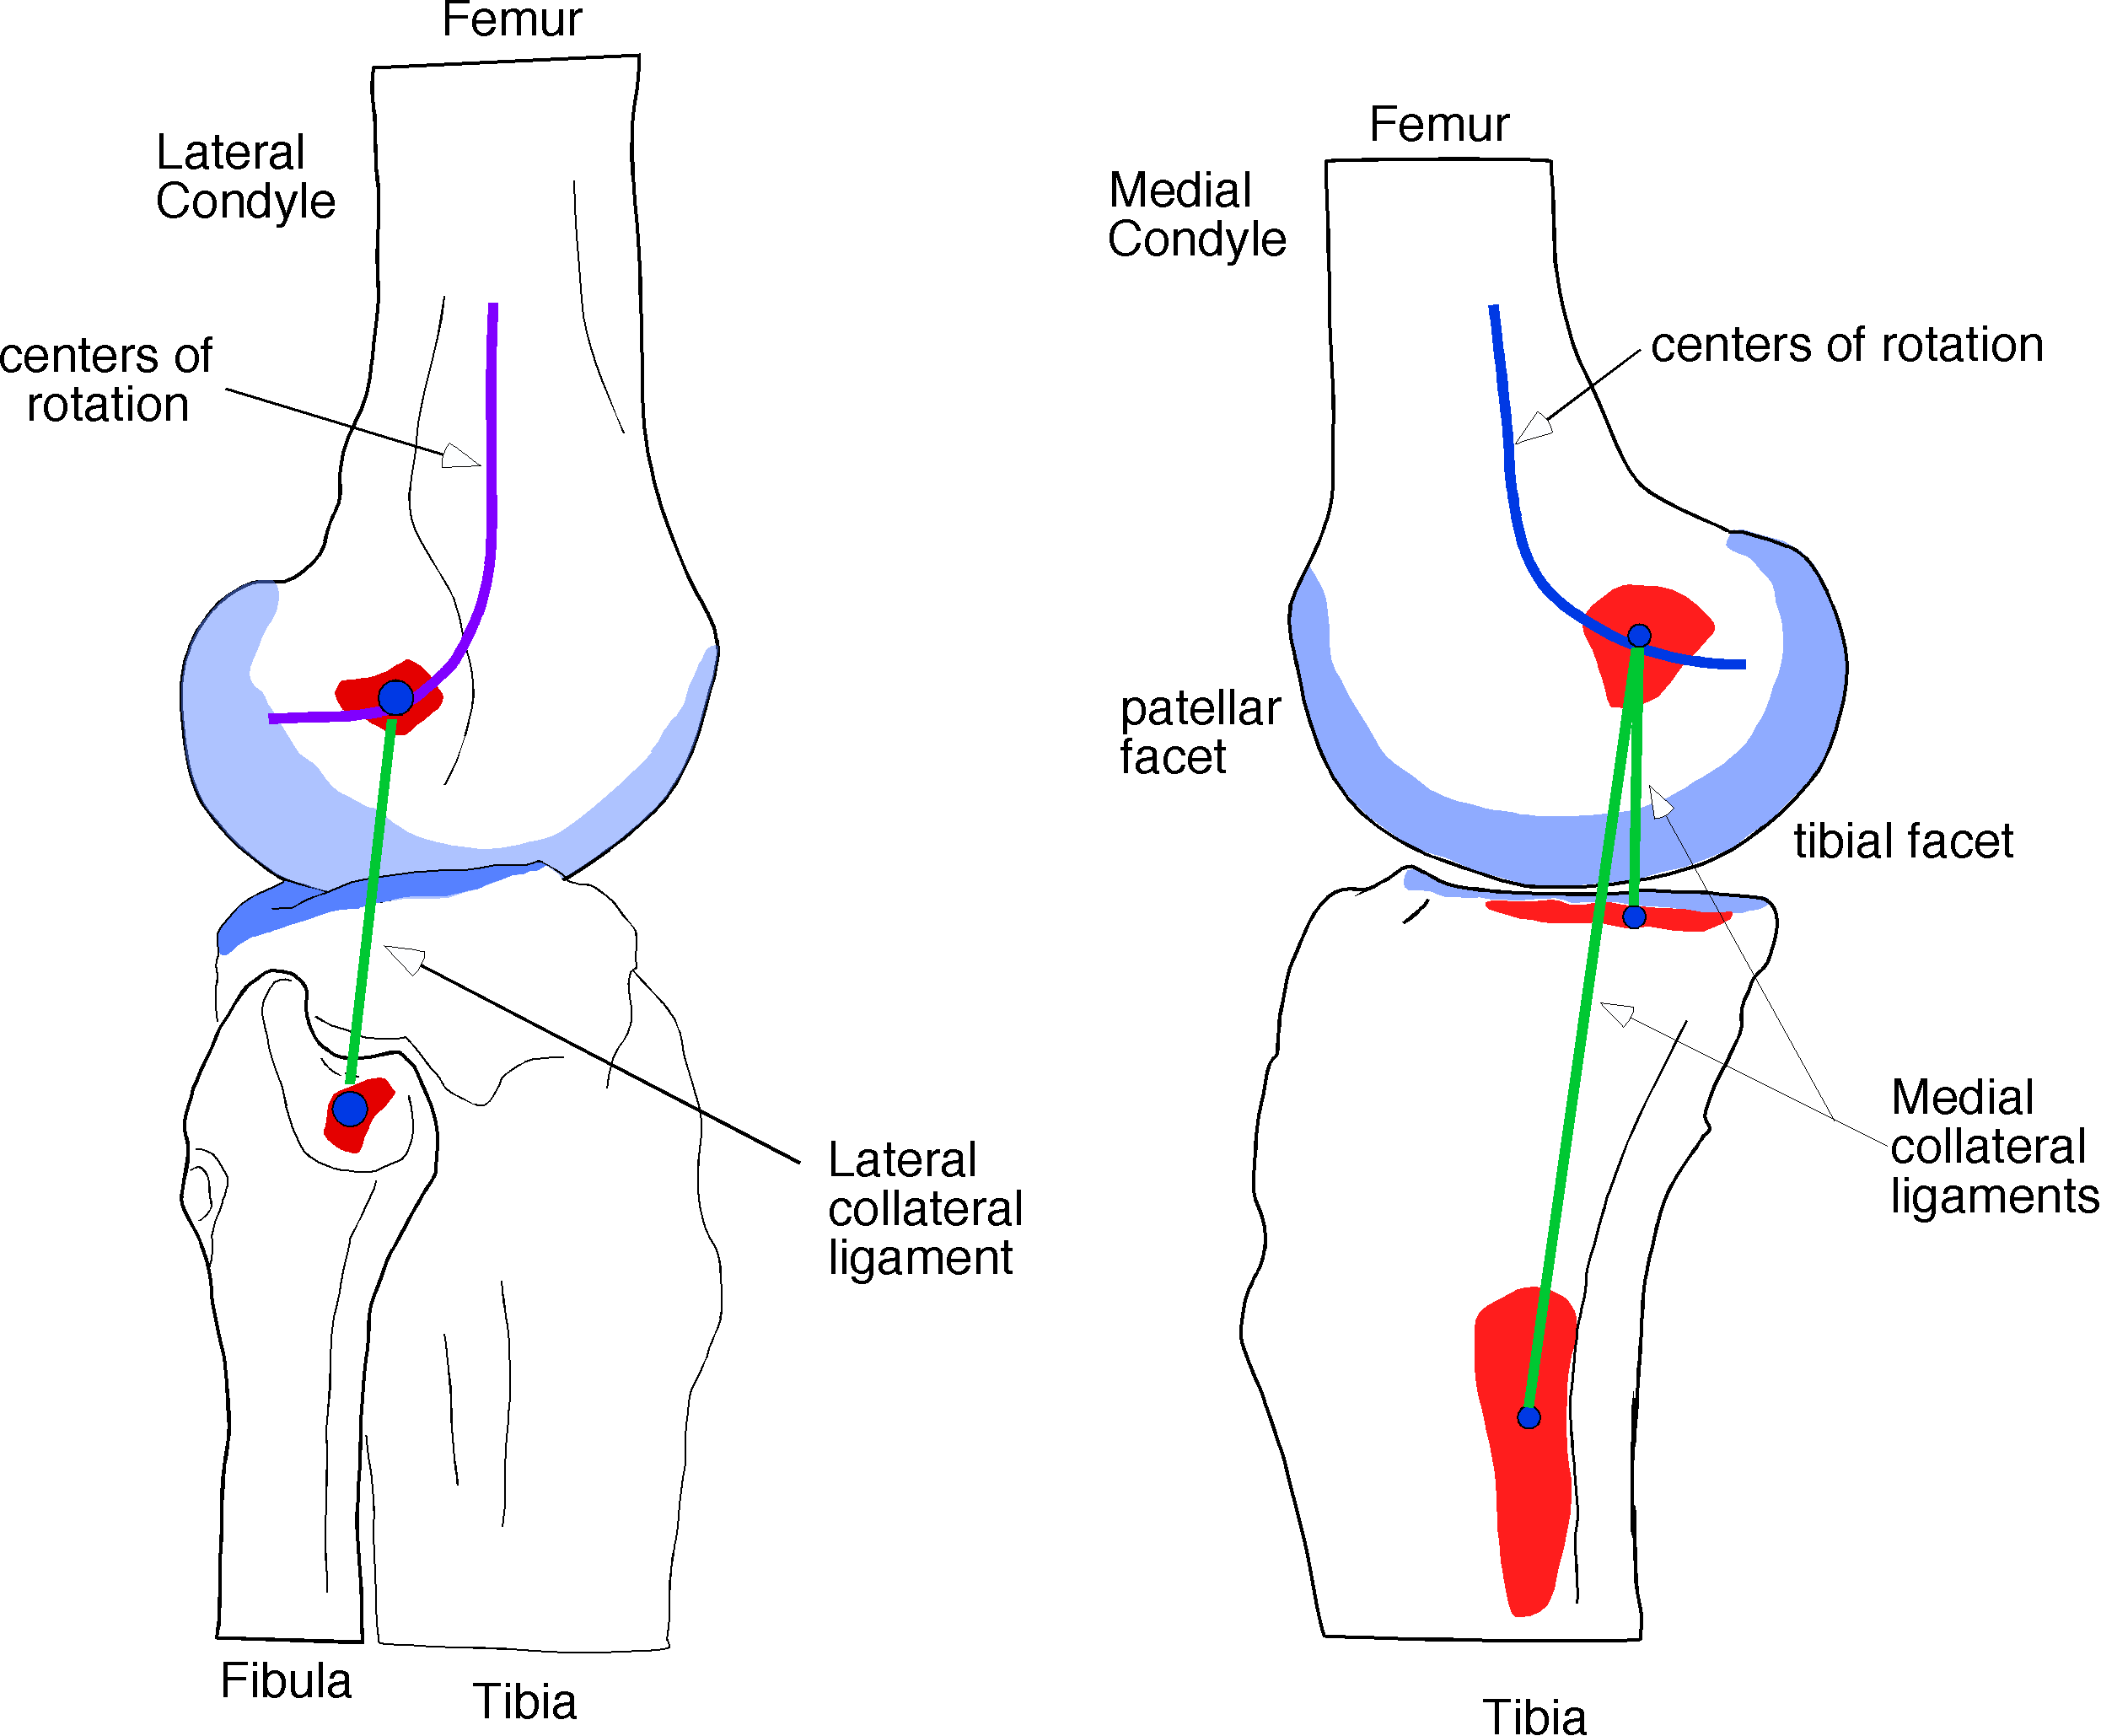 Femur
Lateral
Condyle
centers of
rotation
Lateral
collateral
ligament
Fibula
Tibia
Femur
Medial
Condyle
centers of rotation
patellar
facet
tibial facet
Medial
collateral
ligaments
Tibia